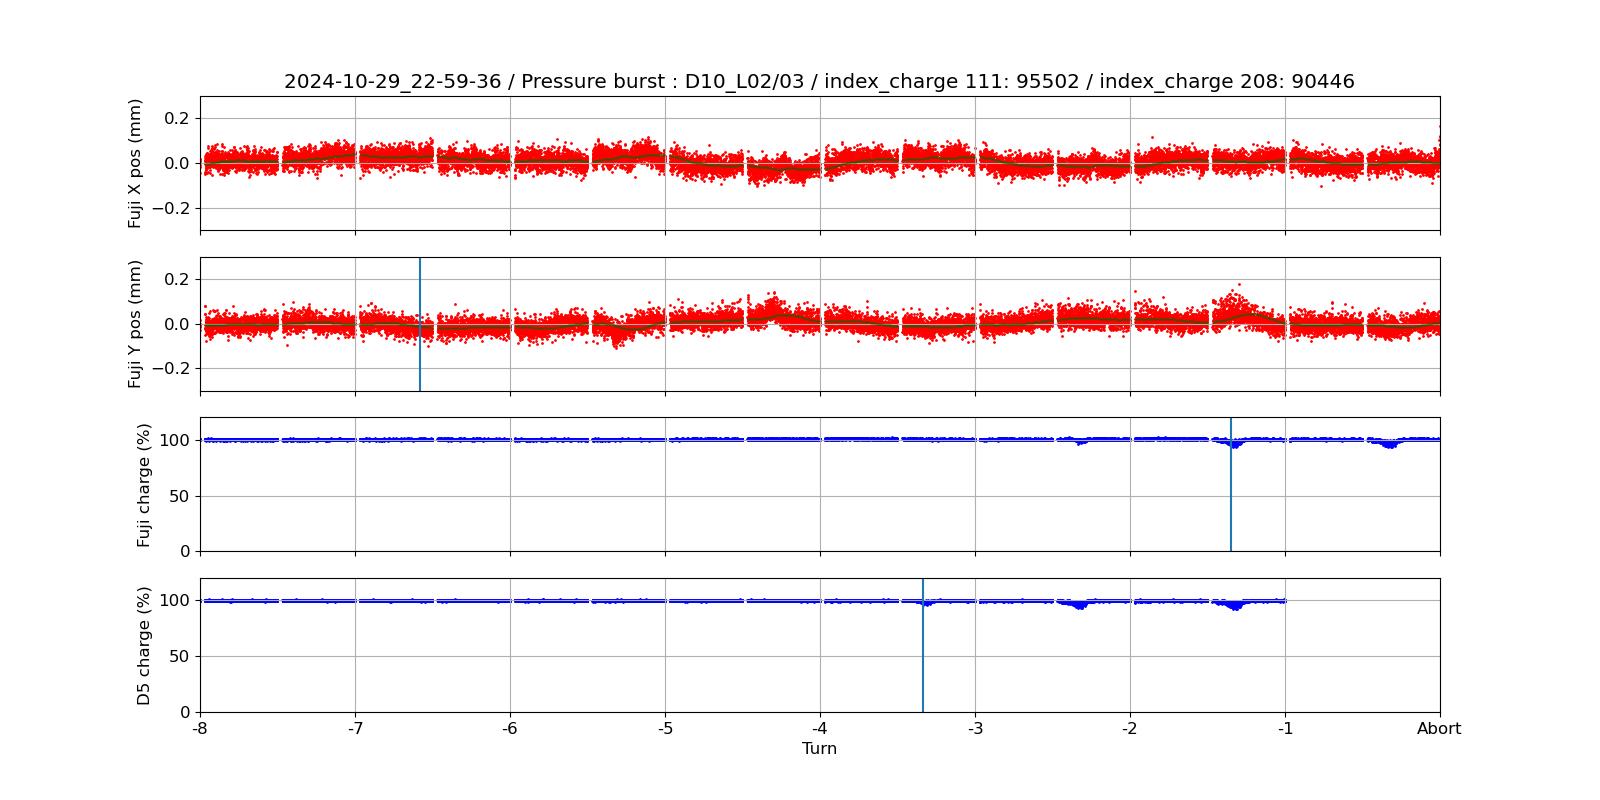 2024-10-29_22-59-36 / Pressure burst : D10_L02/03 / index_charge 111: 95502 / index_charge 208: 90446
Fuji X pos (mm)
0.2
0.0
−0.2
Fuji Y pos (mm)
0.2
0.0
−0.2
Fuji charge (%)
100
50
0
D5 charge (%)
100
50
0
-8 -7 -6 -5 -4 -3 -2 -1 Abort
Turn